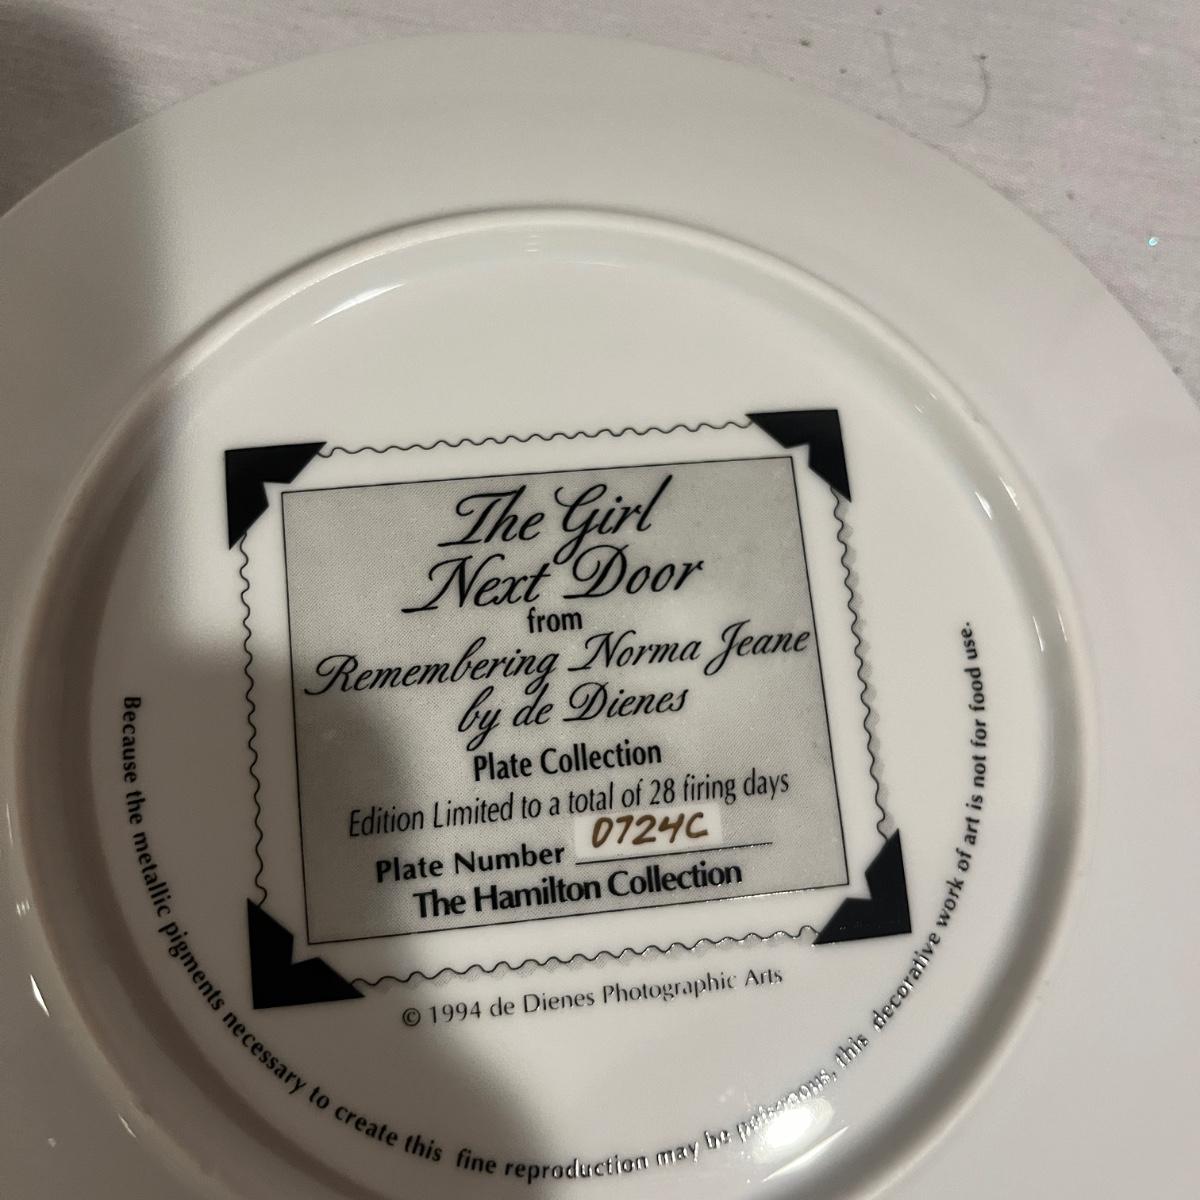 The Girl
Next Door
from
Remembering Norma Jeane
by de Dienes
Plate Collection
Edition Limited to a total of 28 firing days
Plate Number 0724C
The Hamilton Collection
© 1994 de Dienes Photographic Arts
Because the metallic pigments necessary to create this fine reproduction may be poisonous, this decorative work of art is not for food use.